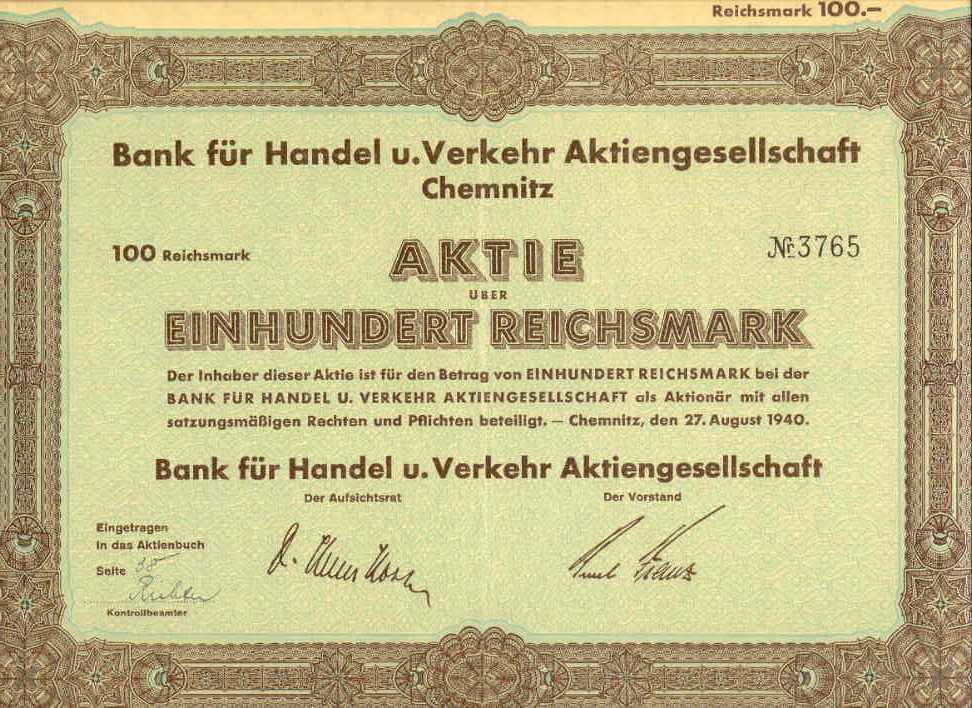 Reichsmark 100.—
Bank für Handel u. Verkehr Aktiengesellschaft
Chemnitz
100 Reichsmark
AKTIE
№ 3765
ÜBER
EINHUNDERT REICHSMARK
Der Inhaber dieser Aktie ist für den Betrag von EINHUNDERT REICHSMARK bei der
BANK FÜR HANDEL U. VERKEHR AKTIENGESELLSCHAFT als Aktionär mit allen
satzungsmäßigen Rechten und Pflichten beteiligt. — Chemnitz, den 27. August 1940.
Bank für Handel u. Verkehr Aktiengesellschaft
Der Aufsichtsrat
Der Vorstand
Eingetragen
in das Aktienbuch
Seite 38
Richter
Kontrollbeamter